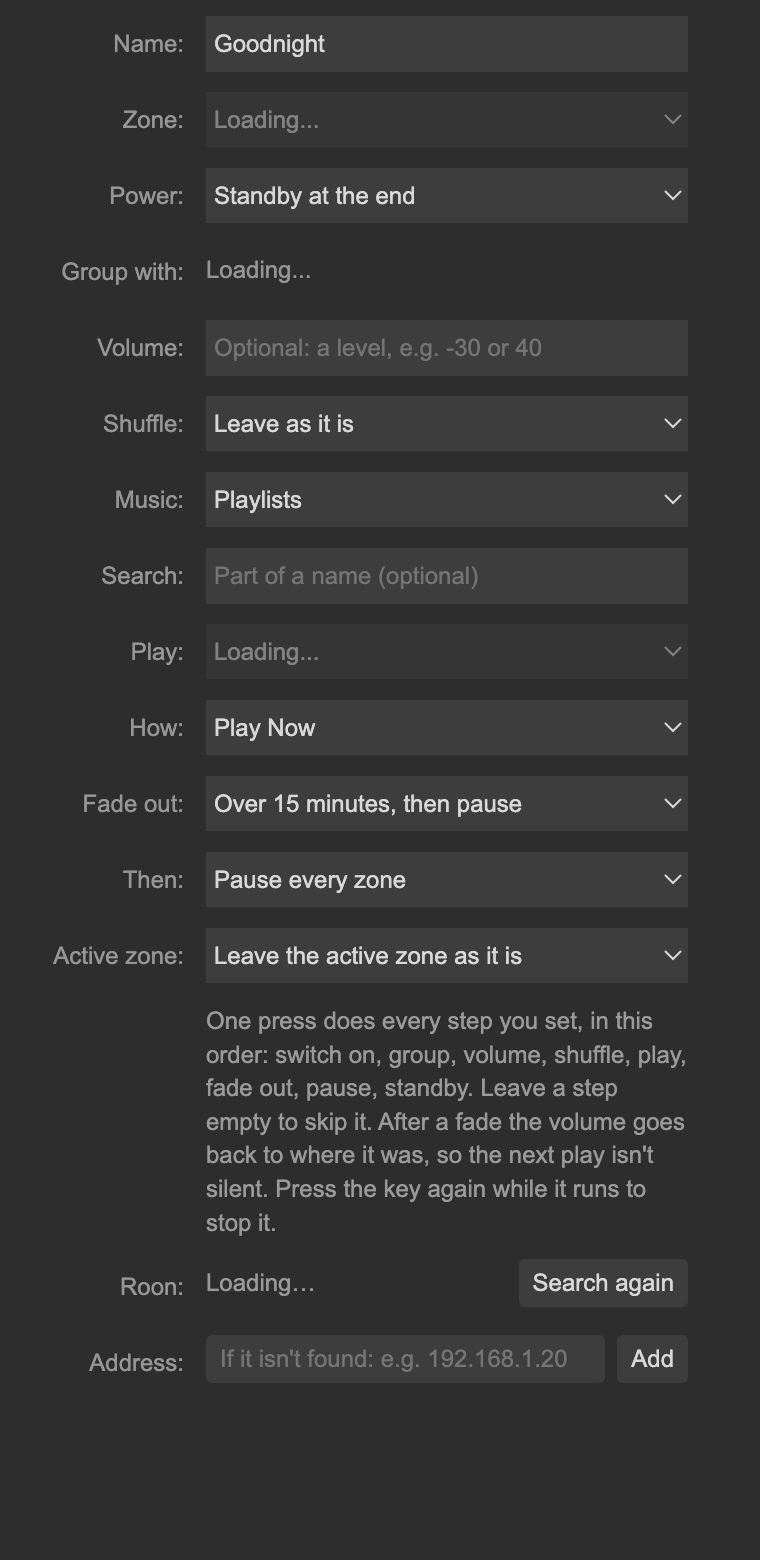 Name: Goodnight
Zone: Loading...
Power: Standby at the end
Group with: Loading...
Volume: Optional: a level, e.g. -30 or 40
Shuffle: Leave as it is
Music: Playlists
Search: Part of a name (optional)
Play: Loading...
How: Play Now
Fade out: Over 15 minutes, then pause
Then: Pause every zone
Active zone: Leave the active zone as it is
One press does every step you set, in this
order: switch on, group, volume, shuffle, play,
fade out, pause, standby. Leave a step
empty to skip it. After a fade the volume goes
back to where it was, so the next play isn't
silent. Press the key again while it runs to
stop it.
Roon: Loading… Search again
Address: If it isn't found: e.g. 192.168.1.20 Add